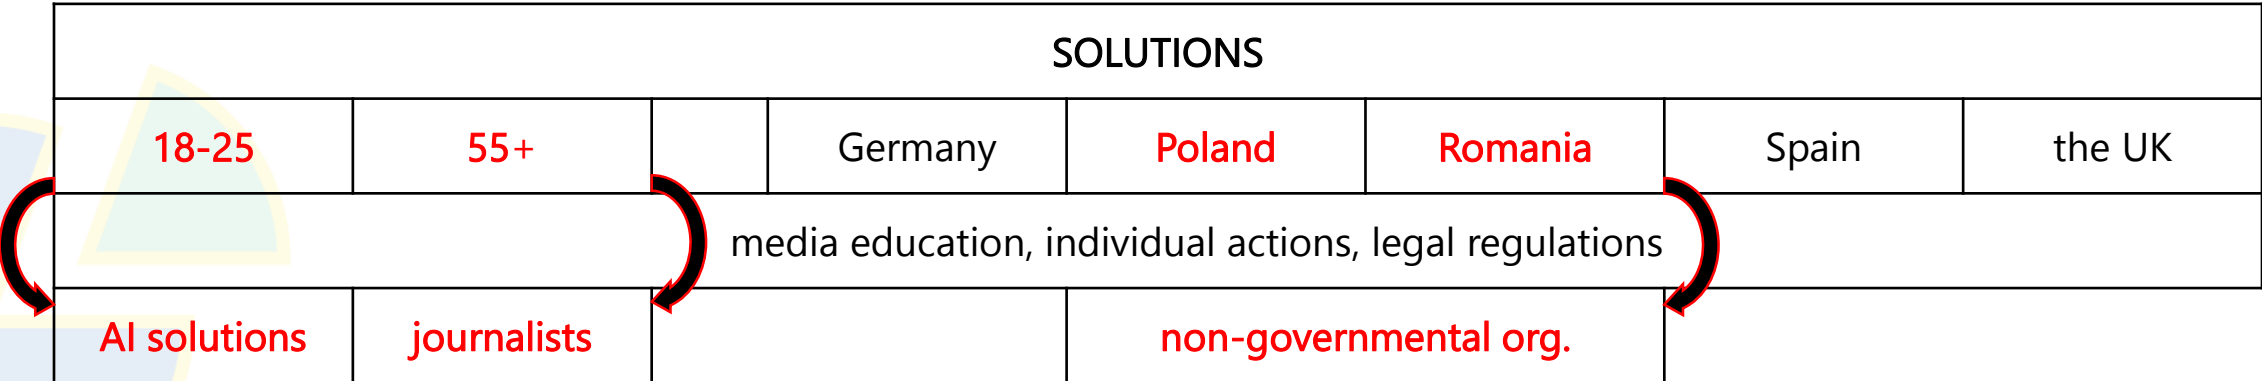 SOLUTIONS
18-25 55+ Germany Poland Romania Spain the UK
media education, individual actions, legal regulations
AI solutions journalists non-governmental org.